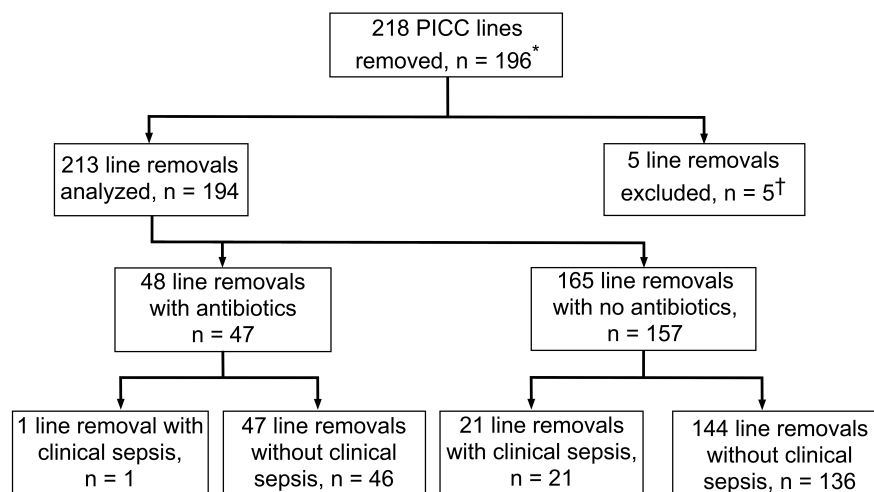 218 PICC lines
removed, n = 196*
213 line removals
analyzed, n = 194
5 line removals
excluded, n = 5†
48 line removals
with antibiotics
n = 47
165 line removals
with no antibiotics,
n = 157
1 line removal with
clinical sepsis,
n = 1
47 line removals
without clinical
sepsis, n = 46
21 line removals
with clinical sepsis,
n = 21
144 line removals
without clinical
sepsis, n = 136